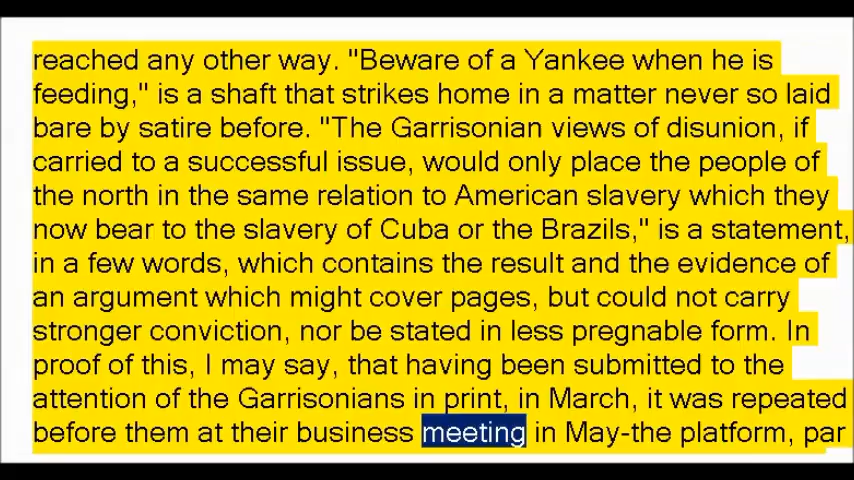 reached any other way. "Beware of a Yankee when he is
feeding," is a shaft that strikes home in a matter never so laid
bare by satire before. "The Garrisonian views of disunion, if
carried to a successful issue, would only place the people of
the north in the same relation to American slavery which they
now bear to the slavery of Cuba or the Brazils," is a statement,
in a few words, which contains the result and the evidence of
an argument which might cover pages, but could not carry
stronger conviction, nor be stated in less pregnable form. In
proof of this, I may say, that having been submitted to the
attention of the Garrisonians in print, in March, it was repeated
before them at their business meeting in May-the platform, par